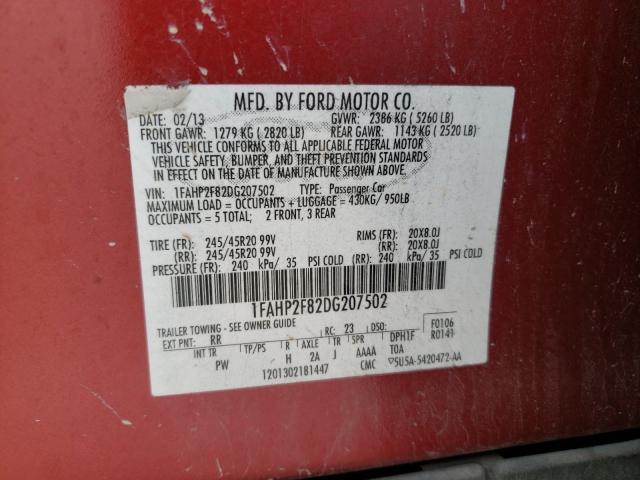 MFD. BY FORD MOTOR CO.
DATE: 02/13 GVWR: 2386 KG ( 5260 LB)
FRONT GAWR: 1279 KG ( 2820 LB) REAR GAWR: 1143 KG ( 2520 LB)
THIS VEHICLE CONFORMS TO ALL APPLICABLE FEDERAL MOTOR
VEHICLE SAFETY, BUMPER, AND THEFT PREVENTION STANDARDS
IN EFFECT ON THE DATE OF MANUFACTURE SHOWN ABOVE.
VIN: 1FAHP2F82DG207502 TYPE: Passenger Car
MAXIMUM LOAD = OCCUPANTS + LUGGAGE = 430KG/ 950LB
OCCUPANTS = 5 TOTAL; 2 FRONT, 3 REAR
TIRE (FR): 245/45R20 99V RIMS (FR): 20X8.0J
(RR): 245/45R20 99V (RR): 20X8.0J
PRESSURE (FR): 240 kPa/ 35 PSI COLD (RR): 240 kPa/ 35 PSI COLD
1FAHP2F82DG207502
TRAILER TOWING - SEE OWNER GUIDE
EXT PNT: RR RC: 23 DSO: F0106
R0141
INT TR TP/PS R AXLE TR SPR DPH1F
PW H 2A J AAAA T0A
1201302181447 CMC 5U5A-5420472-AA